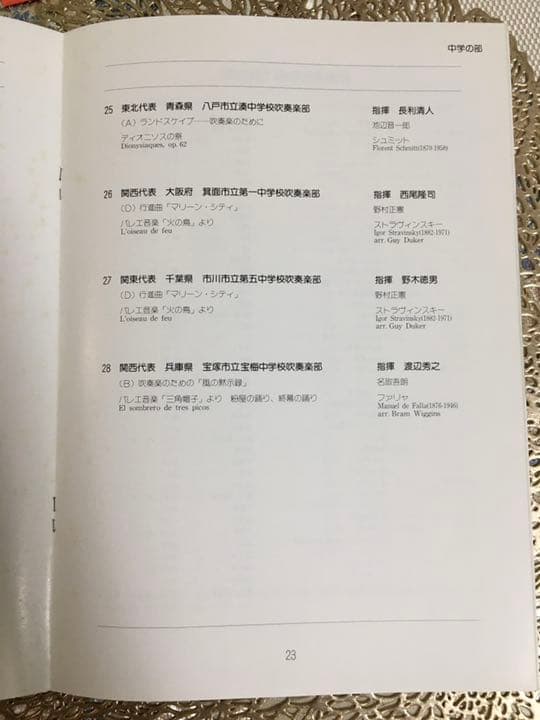 中学の部
25 東北代表 青森県 八戸市立湊中学校吹奏楽部 指揮 長利清人
(A) ランドスケイプ——吹奏楽のために 池辺晋一郎
ディオニソスの祭 シュミット
Dionysiaques, op. 62 Florent Schmitt(1870-1958)
26 関西代表 大阪府 箕面市立第一中学校吹奏楽部 指揮 西尾隆司
(D) 行進曲「マリーン・シティ」 野村正憲
バレエ音楽「火の鳥」より ストラヴィンスキー
L'oiseau de feu Igor Stravinsky(1882-1971)
arr. Guy Duker
27 関東代表 千葉県 市川市立第五中学校吹奏楽部 指揮 野木徳男
(D) 行進曲「マリーン・シティ」 野村正憲
バレエ音楽「火の鳥」より ストラヴィンスキー
L'oiseau de feu Igor Stravinsky(1882-1971)
arr. Guy Duker
28 関西代表 兵庫県 宝塚市立宝梅中学校吹奏楽部 指揮 渡辺秀之
(B) 吹奏楽のための「風の黙示録」 名取吾朗
バレエ音楽「三角帽子」より 粉屋の踊り、終幕の踊り ファリャ
El sombrero de tres picos Manuel de Falla(1876-1946)
arr. Bram Wiggins
23